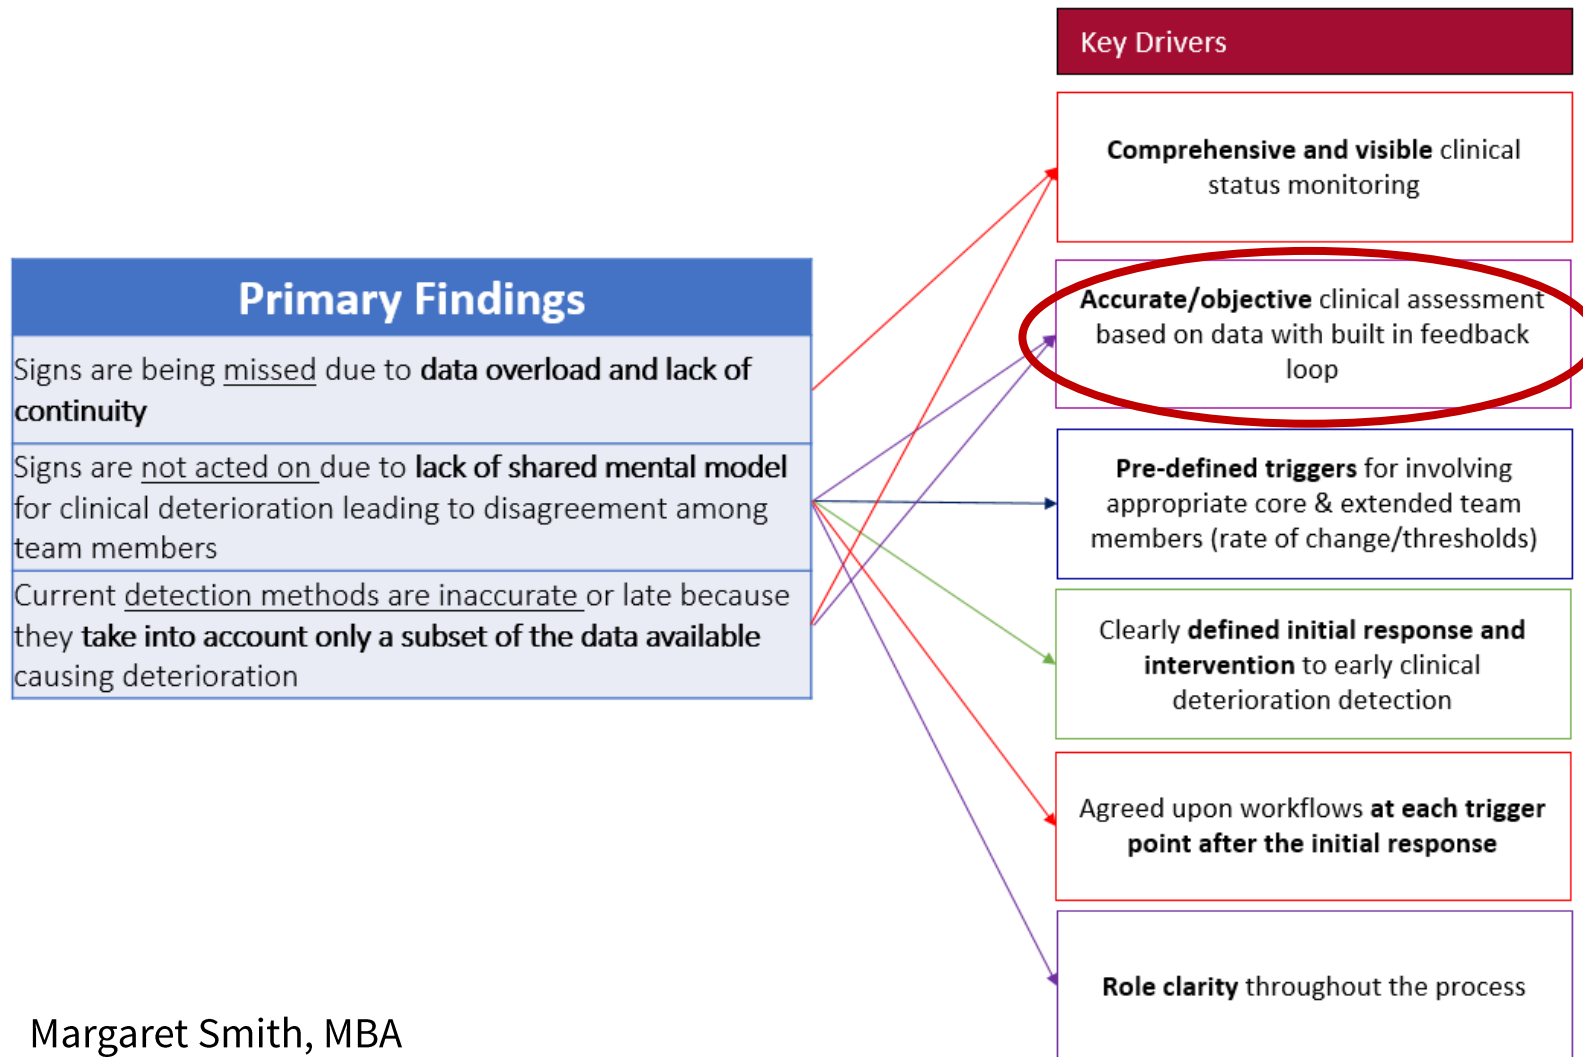 Key Drivers
Comprehensive and visible clinical
status monitoring
Accurate/objective clinical assessment
based on data with built in feedback
loop
Pre-defined triggers for involving
appropriate core & extended team
members (rate of change/thresholds)
Clearly defined initial response and
intervention to early clinical
deterioration detection
Agreed upon workflows at each trigger
point after the initial response
Role clarity throughout the process
Primary Findings
Signs are being missed due to data overload and lack of
continuity
Signs are not acted on due to lack of shared mental model
for clinical deterioration leading to disagreement among
team members
Current detection methods are inaccurate or late because
they take into account only a subset of the data available
causing deterioration
Margaret Smith, MBA